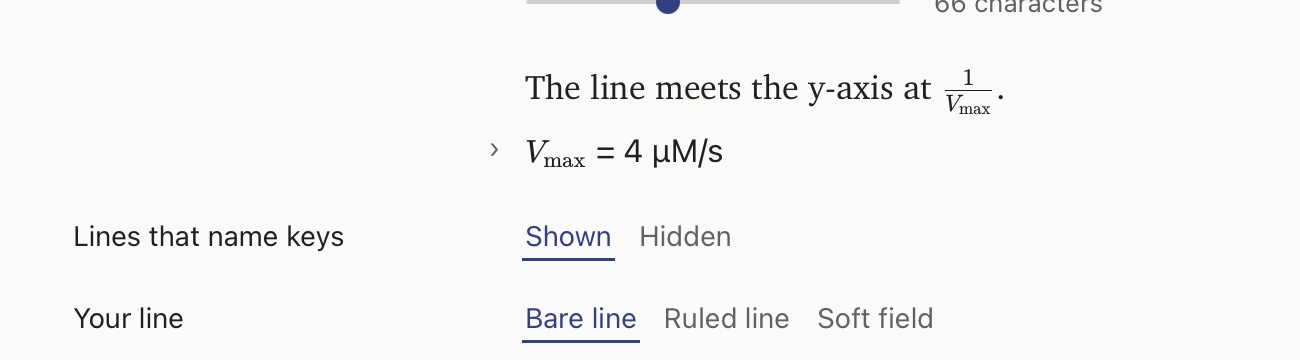 66 characters
The line meets the y-axis at 1/Vmax.
› Vmax = 4 μM/s
Lines that name keys Shown Hidden
Your line Bare line Ruled line Soft field